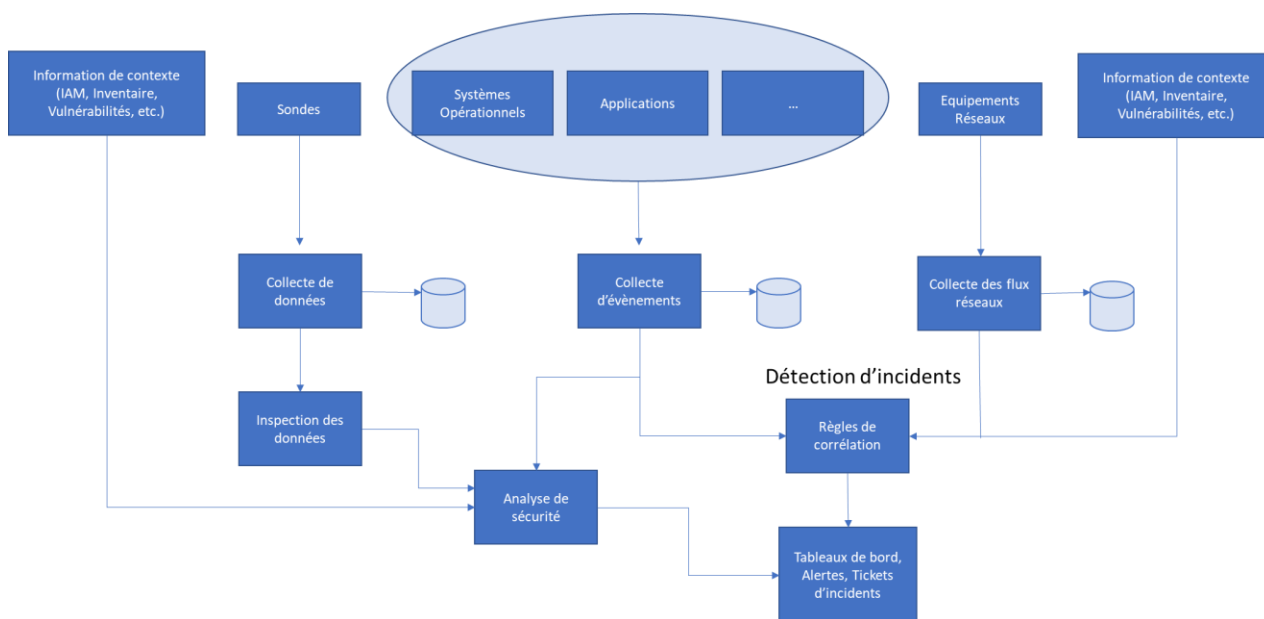 Information de contexte
(IAM, Inventaire,
Vulnérabilités, etc.)
Sondes
Systèmes
Opérationnels
Applications
...
Equipements
Réseaux
Information de contexte
(IAM, Inventaire,
Vulnérabilités, etc.)
Collecte de
données
Collecte
d'évènements
Collecte des flux
réseaux
Détection d'incidents
Inspection des
données
Règles de
corrélation
Analyse de
sécurité
Tableaux de bord,
Alertes, Tickets
d'incidents